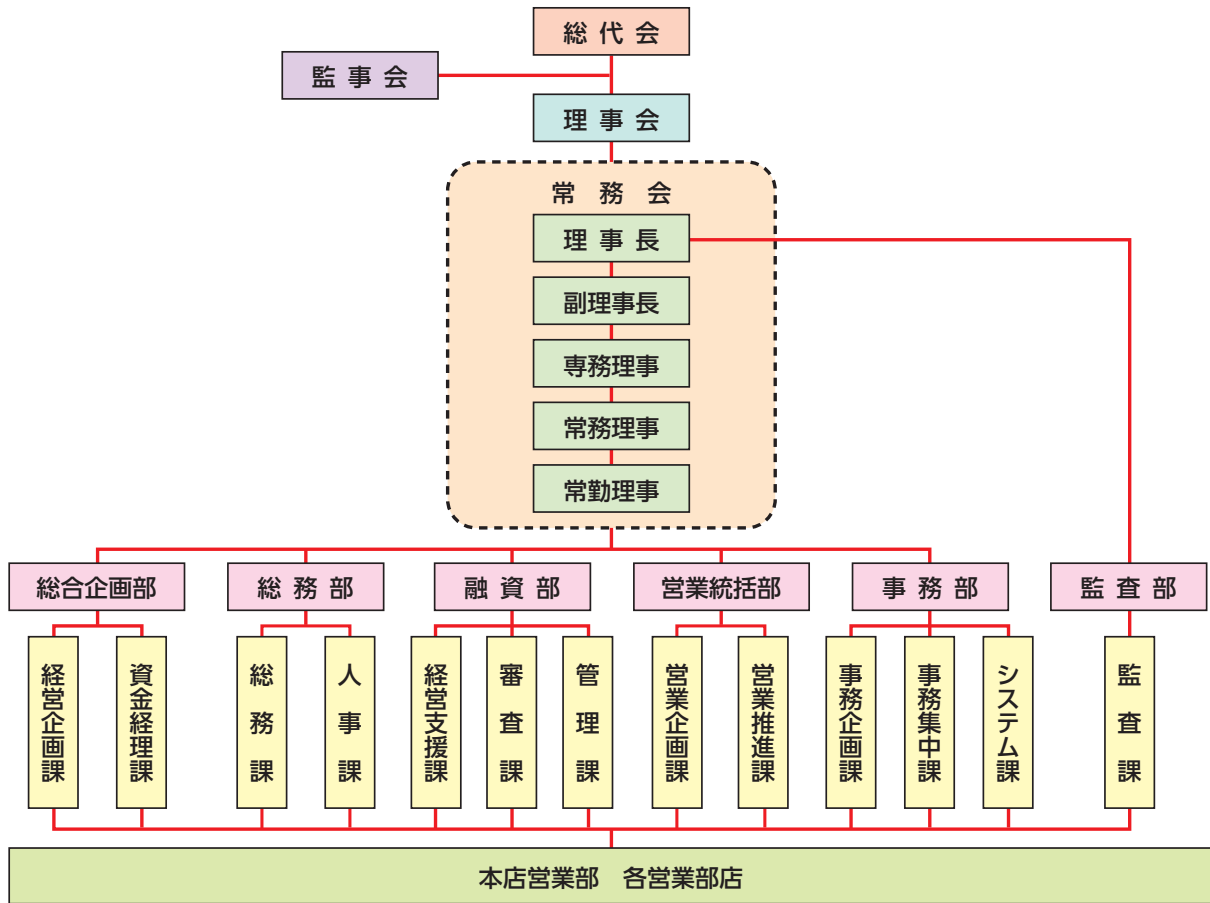 総代会
監事会
理事会
常務会
理事長
副理事長
専務理事
常務理事
常勤理事
総合企画部
総務部
融資部
営業統括部
事務部
監査部
経営企画課
資金経理課
総務課
人事課
経営支援課
審査課
管理課
営業企画課
営業推進課
事務企画課
事務集中課
システム課
監査課
本店営業部 各営業部店